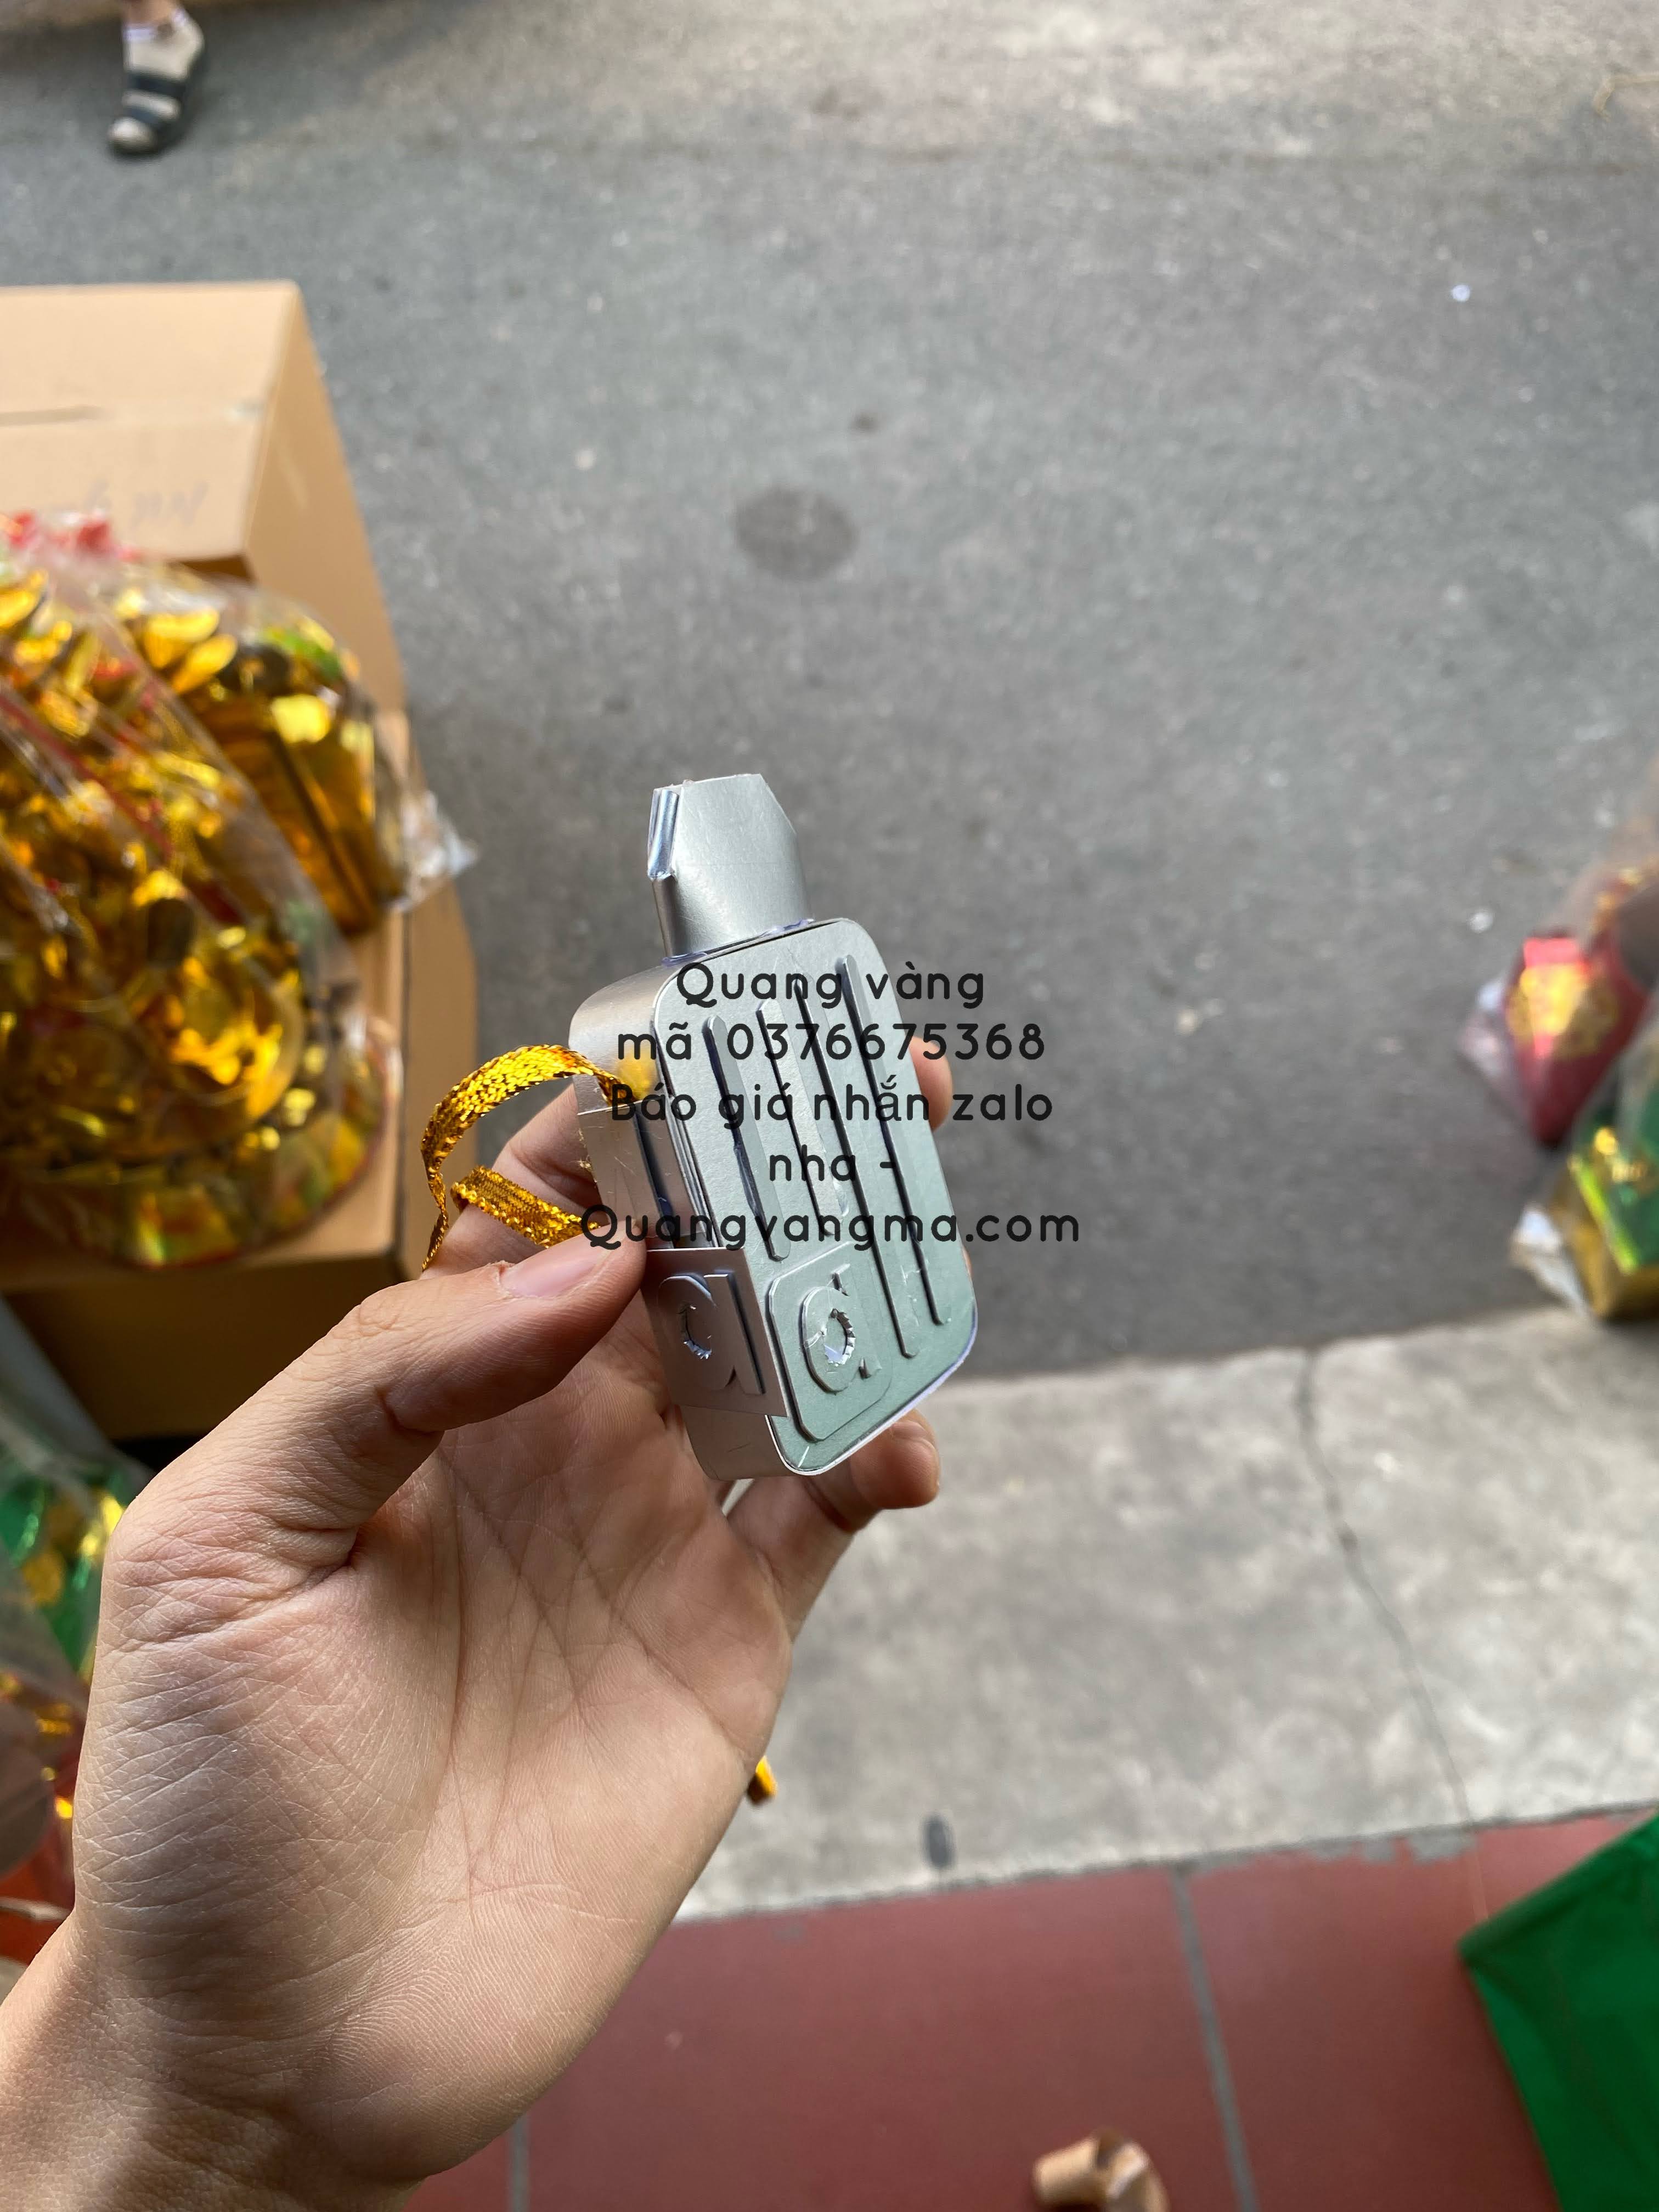 Quang vàng
mã 0376675368
Báo giá nhắn zalo
nha -
Quangvangma.com
a
a